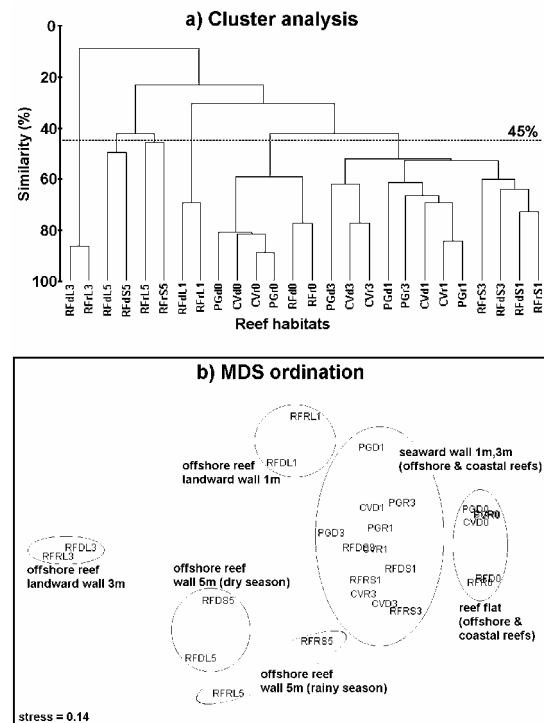 a) Cluster analysis
0
20
40
60
80
100
Similarity (%)
45%
RFdL3
RFrL3
RFdL5
RFdS5
RFrL5
RFrS5
RFdL1
RFrL1
PGd0
CVd0
CVr0
PGr0
RFd0
RFr0
PGd3
CVd3
CVr3
PGd1
PGr3
CVd1
CVr1
PGr1
RFrS3
RFdS3
RFdS1
RFrS1
Reef habitats
b) MDS ordination
RFRL1
RFDL1
offshore reef
landward wall 1m
PGD1
seaward wall 1m,3m
(offshore & coastal reefs)
CVD1
PGR3
PGD3
PGR1
RFDS3
CVR1
RFDS1
RFRS1
CVR3
CVD3
RFRS3
PGD0
CVR0
CVD0
RFD0
RFR0
reef flat
(offshore &
coastal reefs)
RFDL3
RFRL3
offshore reef
landward wall 3m
offshore reef
wall 5m (dry season)
RFDS5
RFDL5
RFRS5
offshore reef
wall 5m (rainy season)
RFRL5
stress = 0.14